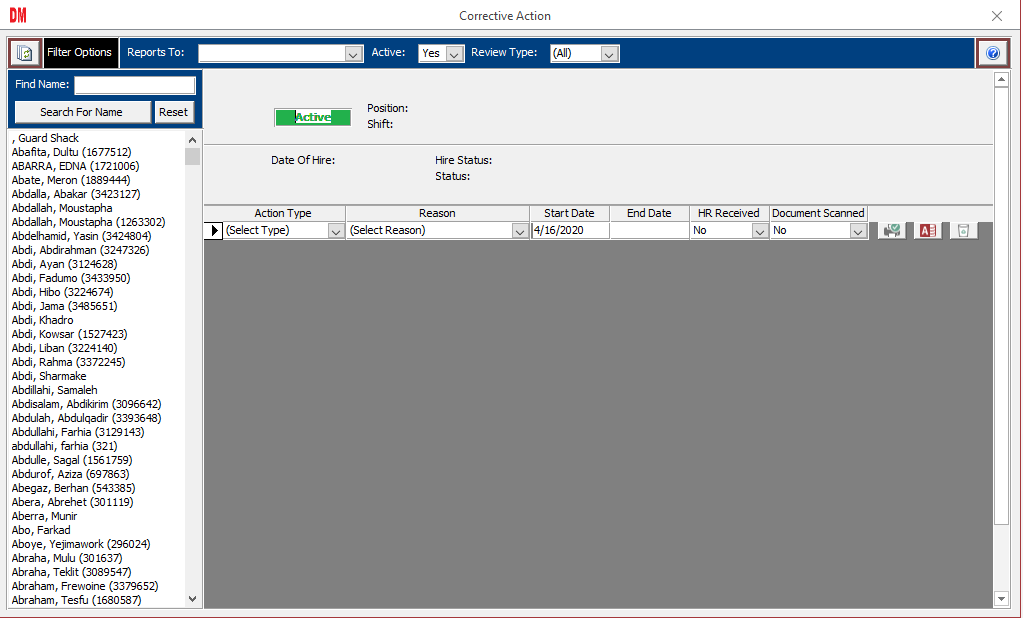 DM
Corrective Action
Filter Options
Reports To:
Active: Yes
Review Type: (All)
Find Name:
Search For Name
Reset
, Guard Shack
Abafita, Dultu (1677512)
ABARRA, EDNA (1721006)
Abate, Meron (1889444)
Abdalla, Abakar (3423127)
Abdallah, Moustapha
Abdallah, Moustapha (1263302)
Abdelhamid, Yasin (3424804)
Abdi, Abdirahman (3247326)
Abdi, Ayan (3124628)
Abdi, Fadumo (3433950)
Abdi, Hibo (3224674)
Abdi, Jama (3485651)
Abdi, Khadro
Abdi, Kowsar (1527423)
Abdi, Liban (3224140)
Abdi, Rahma (3372245)
Abdi, Sharmake
Abdillahi, Samaleh
Abdisalam, Abdikirim (3096642)
Abdulah, Abdulqadir (3393648)
Abdullahi, Farhia (3129143)
abdullahi, farhia (321)
Abdulle, Sagal (1561759)
Abdurof, Aziza (697863)
Abegaz, Berhan (543385)
Abera, Abrehet (301119)
Aberra, Munir
Abo, Farkad
Aboye, Yejimawork (296024)
Abraha, Mulu (301637)
Abraha, Teklit (3089547)
Abraham, Frewoine (3379652)
Abraham, Tesfu (1680587)
Active
Position:
Shift:
Date Of Hire:
Hire Status:
Status:
Action Type Reason Start Date End Date HR Received Document Scanned
(Select Type) (Select Reason) 4/16/2020 No No